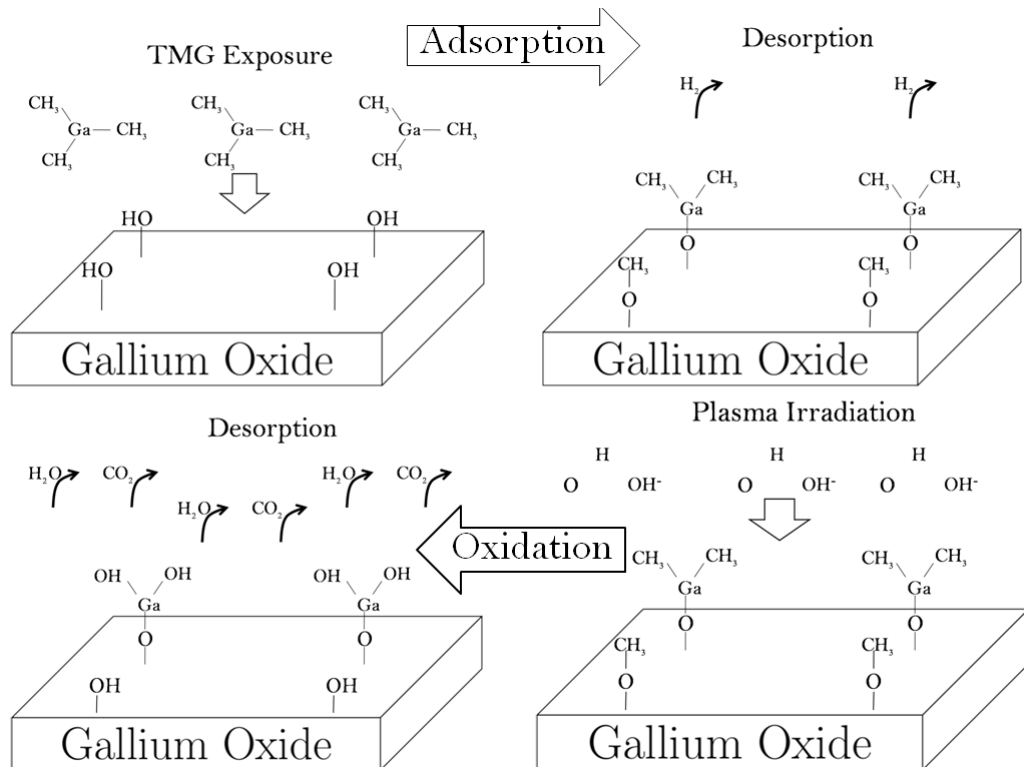 TMG Exposure
Adsorption
Desorption
CH₃ CH₃ CH₃
Ga — CH₃ Ga — CH₃ Ga — CH₃
CH₃ CH₃ CH₃
HO OH
HO OH
Gallium Oxide
H₂ H₂
CH₃ CH₃ CH₃ CH₃
Ga Ga
O O
CH₃ CH₃
O O
Gallium Oxide
Plasma Irradiation
H H H
O OH⁻ O OH⁻ O OH⁻
CH₃ CH₃ CH₃ CH₃
Ga Ga
O O
CH₃ CH₃
O O
Gallium Oxide
Oxidation
Desorption
H₂O CO₂ H₂O CO₂
H₂O CO₂
OH OH OH OH
Ga Ga
O O
OH OH
Gallium Oxide